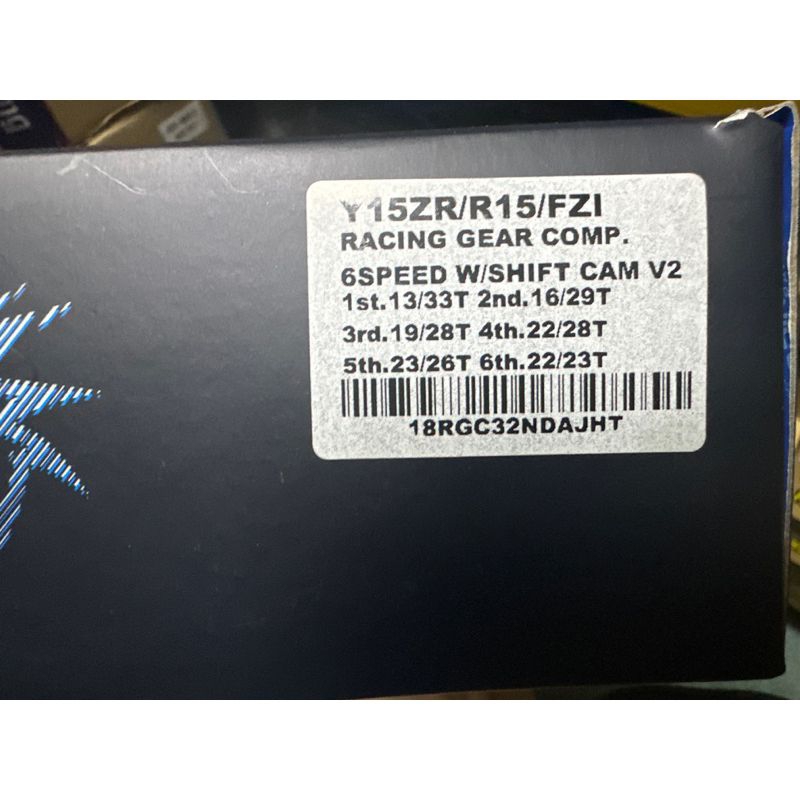 Y15ZR/R15/FZI
RACING GEAR COMP.
6SPEED W/SHIFT CAM V2
1st.13/33T 2nd.16/29T
3rd.19/28T 4th.22/28T
5th.23/26T 6th.22/23T
18RGC32NDAJHT